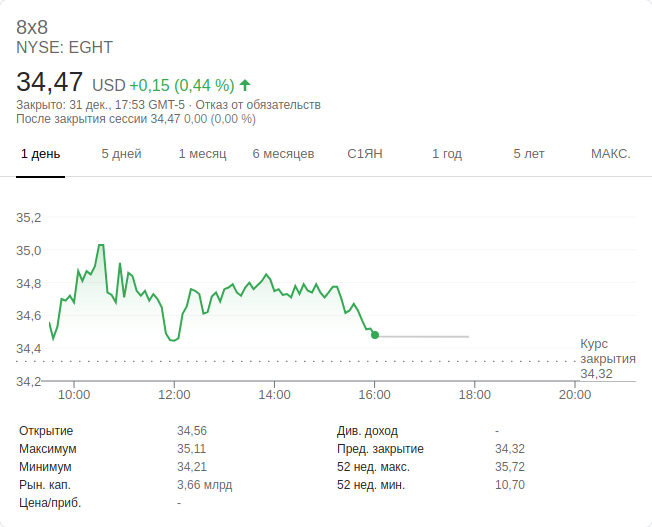 8x8
NYSE: EGHT
34,47 USD +0,15 (0,44 %)
Закрыто: 31 дек., 17:53 GMT-5 · Отказ от обязательств
После закрытия сессии 34,47 0,00 (0,00 %)
1 день 5 дней 1 месяц 6 месяцев С1ЯН 1 год 5 лет МАКС.
35,2
35,0
34,8
34,6
34,4
34,2
Курс
закрытия
34,32
10:00 12:00 14:00 16:00 18:00 20:00
Открытие 34,56
Максимум 35,11
Минимум 34,21
Рын. кап. 3,66 млрд
Цена/приб. -
Див. доход -
Пред. закрытие 34,32
52 нед. макс. 35,72
52 нед. мин. 10,70